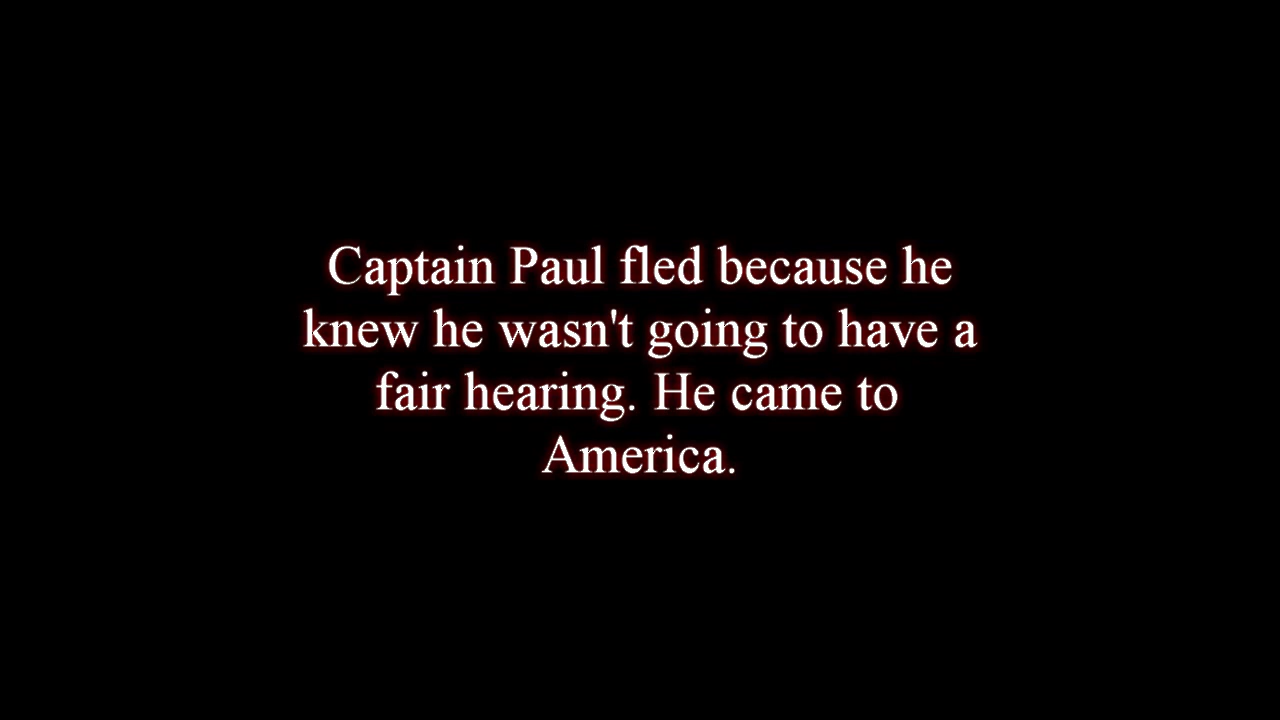 Captain Paul fled because he
knew he wasn't going to have a
fair hearing. He came to
America.